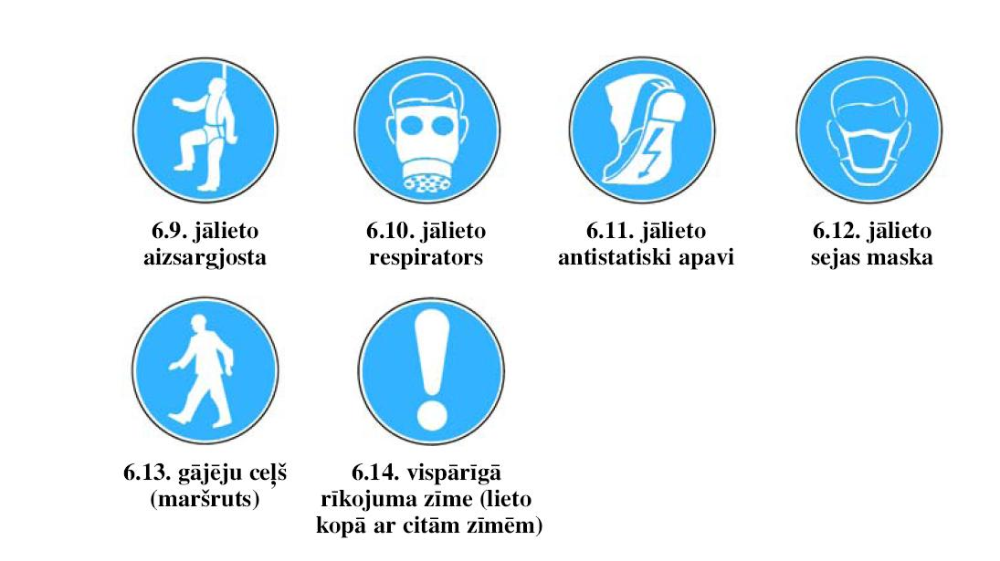 6.9. jālieto
aizsargjosta
6.10. jālieto
respirators
6.11. jālieto
antistatiski apavi
6.12. jālieto
sejas maska
6.13. gājēju ceļš
(maršruts)
6.14. vispārīgā
rīkojuma zīme (lieto
kopā ar citām zīmēm)